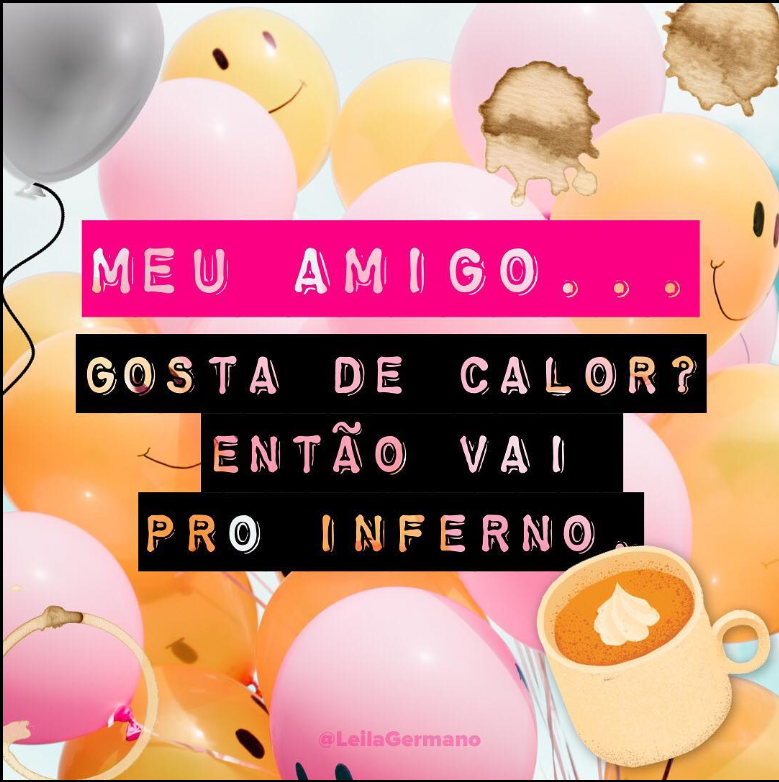 MEU AMIGO...
GOSTA DE CALOR?
ENTÃO VAI
PRO INFERNO.
@LeilaGermano